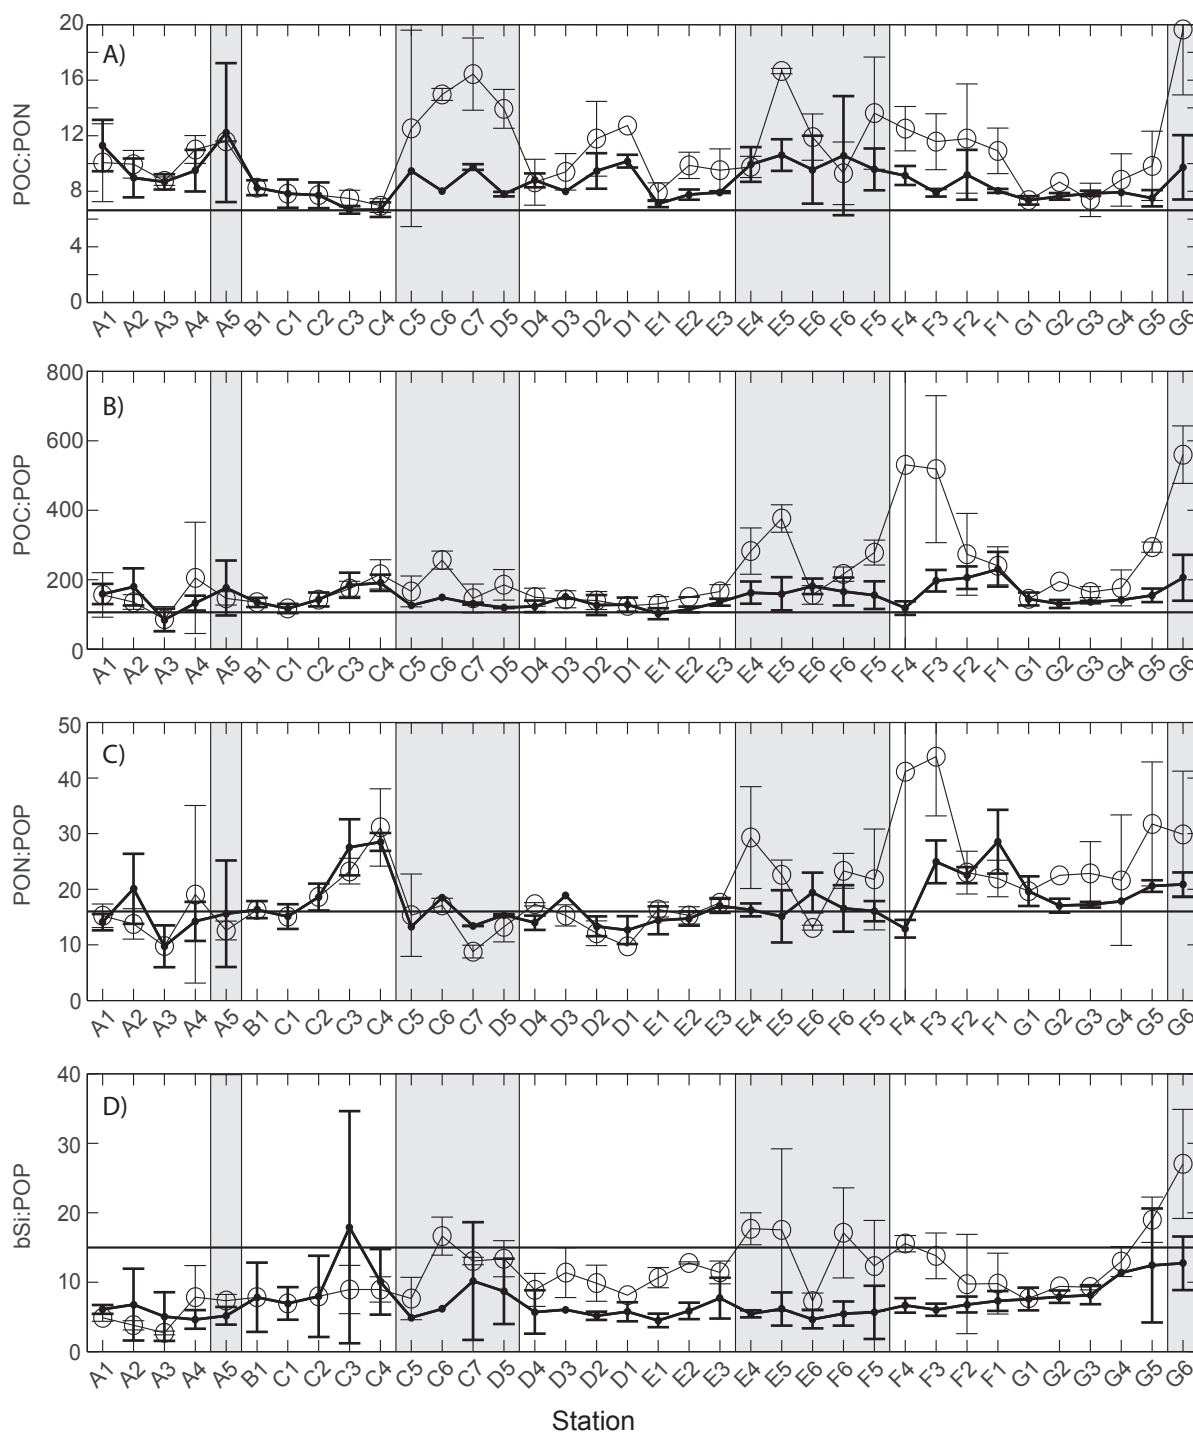 A)
POC:PON
20
16
12
8
4
0
A1 A2 A3 A4 A5 B1 C1 C2 C3 C4 C5 C6 C7 D5 D4 D3 D2 D1 E1 E2 E3 E4 E5 E6 F6 F5 F4 F3 F2 F1 G1 G2 G3 G4 G5 G6
B)
POC:POP
800
600
400
200
0
A1 A2 A3 A4 A5 B1 C1 C2 C3 C4 C5 C6 C7 D5 D4 D3 D2 D1 E1 E2 E3 E4 E5 E6 F6 F5 F4 F3 F2 F1 G1 G2 G3 G4 G5 G6
C)
PON:POP
50
40
30
20
10
0
A1 A2 A3 A4 A5 B1 C1 C2 C3 C4 C5 C6 C7 D5 D4 D3 D2 D1 E1 E2 E3 E4 E5 E6 F6 F5 F4 F3 F2 F1 G1 G2 G3 G4 G5 G6
D)
bSi:POP
40
30
20
10
0
A1 A2 A3 A4 A5 B1 C1 C2 C3 C4 C5 C6 C7 D5 D4 D3 D2 D1 E1 E2 E3 E4 E5 E6 F6 F5 F4 F3 F2 F1 G1 G2 G3 G4 G5 G6
Station